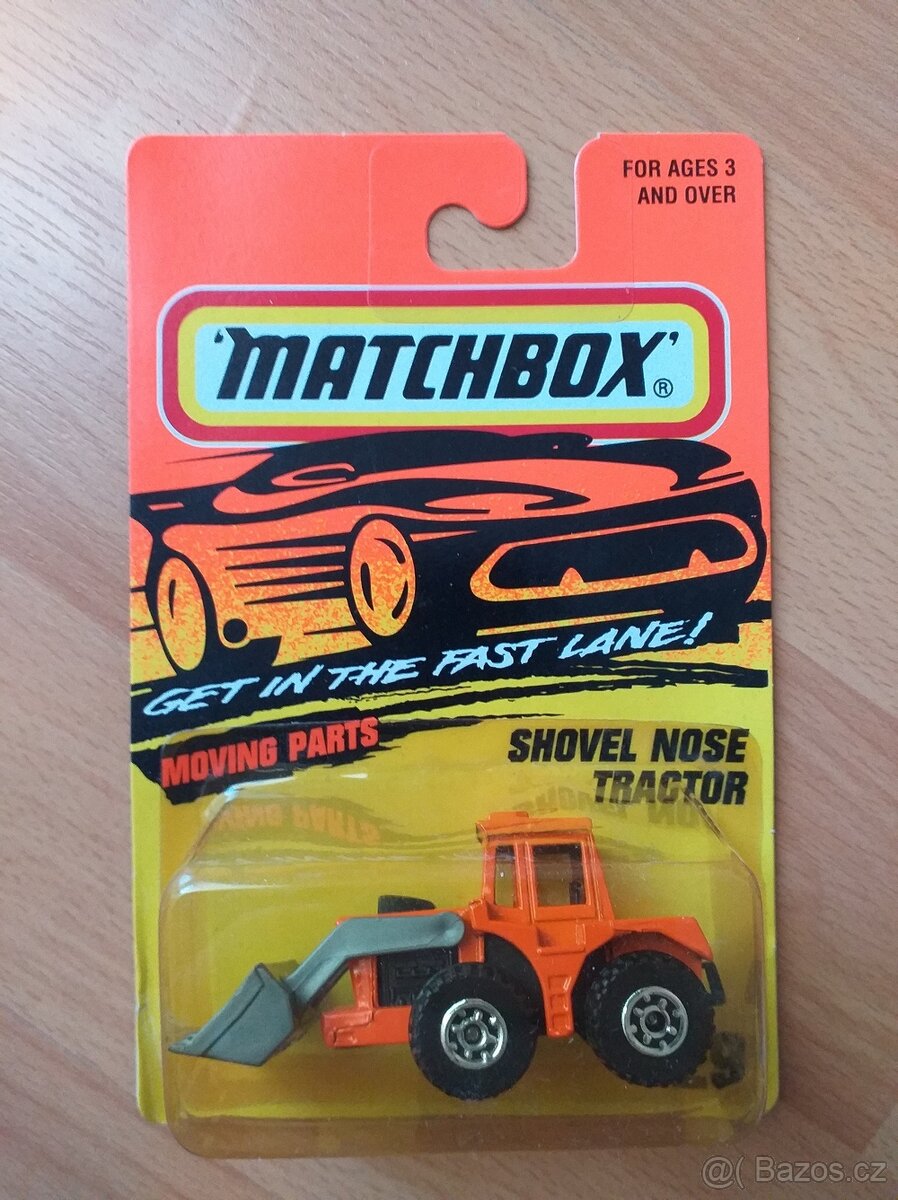 FOR AGES 3
AND OVER
'MATCHBOX'®
GET IN THE FAST LANE!
MOVING PARTS
SHOVEL NOSE
TRACTOR
@( Bazos.cz